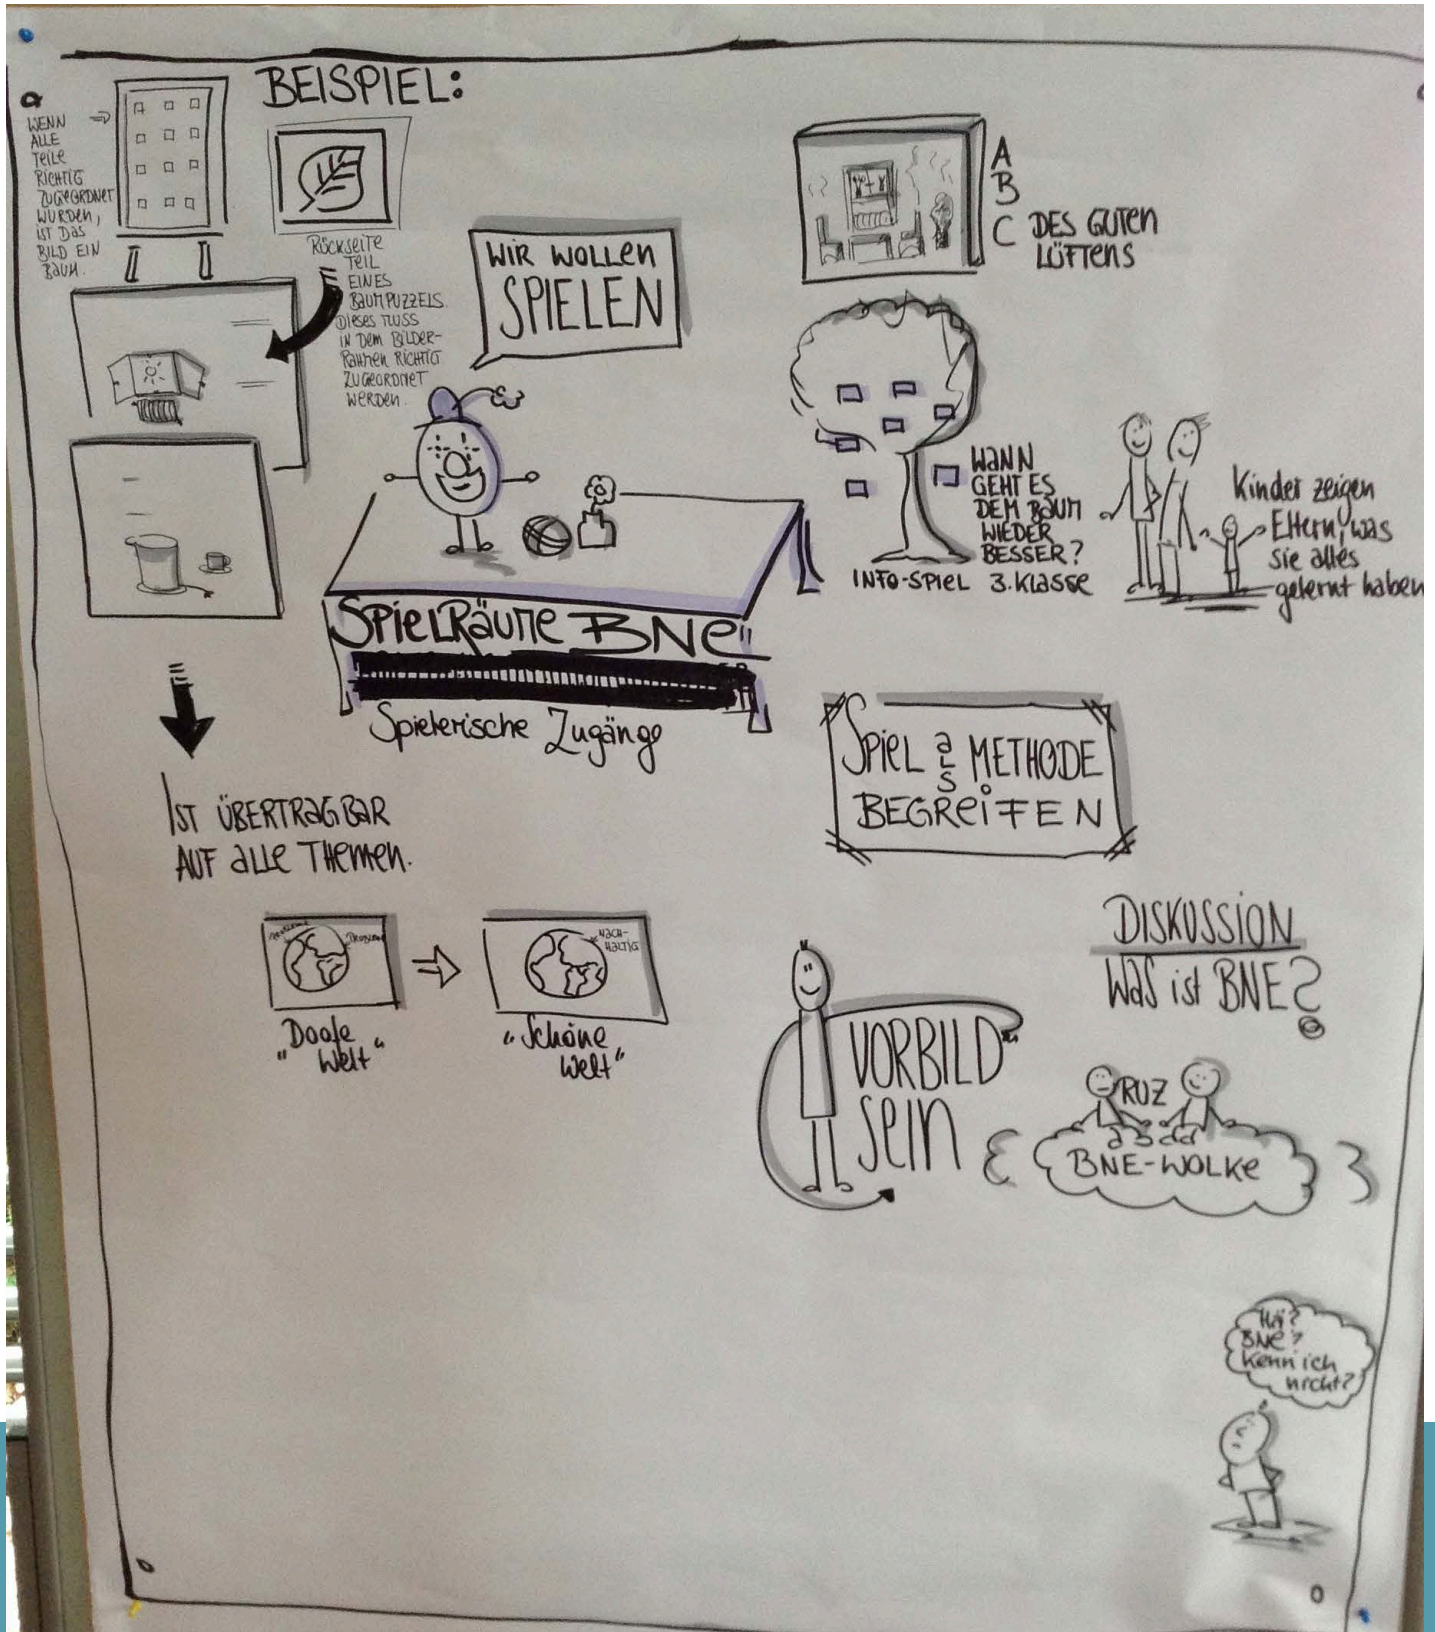 BEISPIEL:
WENN
ALLE
TEILE
RICHTIG
ZUGEORDNET
WURDEN,
IST DAS
BILD EIN
BAUM.
RÜCKSEITE
TEIL
EINES
BAUMPUZZELS.
DIESES MUSS
IN DEM BILDER-
RAHMEN RICHTIG
ZUGEORDNET
WERDEN.
WIR WOLLEN
SPIELEN
A
B
C DES GUTEN
LÜFTENS
WANN
GEHT ES
DEM BAUM
WIEDER
BESSER?
INFO-SPIEL 3. KLASSE
Kinder zeigen
Eltern, was
sie alles
gelernt haben
SPIELRÄUME BNE"
Spielerische Zugänge
IST ÜBERTRAGBAR
AUF ALLE THEMEN.
SPIEL ALS METHODE
BEGREIFEN
PROBLEM
NACH-
HALTIG
"Doofe
Welt"
"Schöne
Welt"
VORBILD
SEIN
DISKUSSION
WAS IST BNE?
RUZ
BNE-WOLKE
Hä?
BNE?
Kenn ich
nicht?